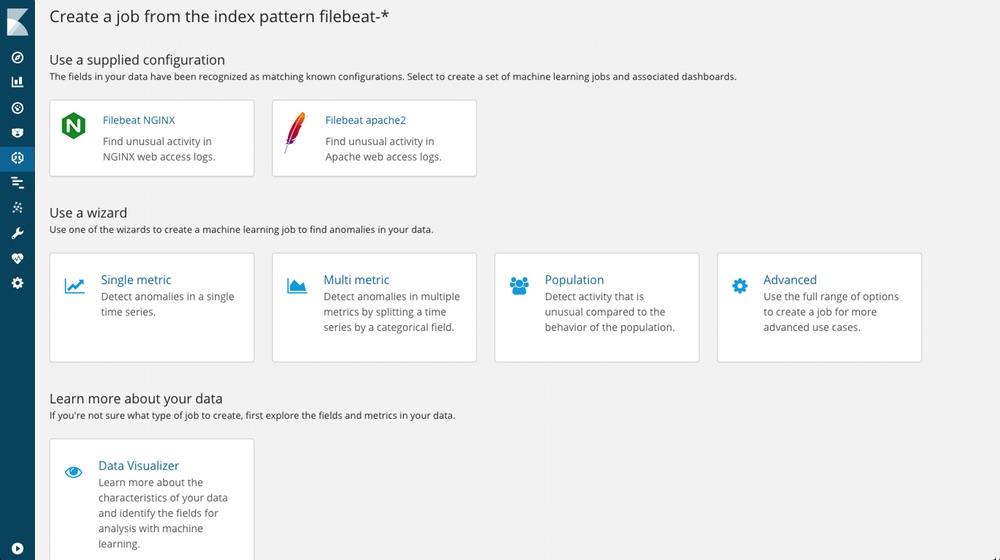 Create a job from the index pattern filebeat-*
Use a supplied configuration
The fields in your data have been recognized as matching known configurations. Select to create a set of machine learning jobs and associated dashboards.
Filebeat NGINX
Find unusual activity in
NGINX web access logs.
Filebeat apache2
Find unusual activity in
Apache web access logs.
Use a wizard
Use one of the wizards to create a machine learning job to find anomalies in your data.
Single metric
Detect anomalies in a single
time series.
Multi metric
Detect anomalies in multiple
metrics by splitting a time
series by a categorical field.
Population
Detect activity that is
unusual compared to the
behavior of the population.
Advanced
Use the full range of options
to create a job for more
advanced use cases.
Learn more about your data
If you're not sure what type of job to create, first explore the fields and metrics in your data.
Data Visualizer
Learn more about the
characteristics of your data
and identify the fields for
analysis with machine
learning.